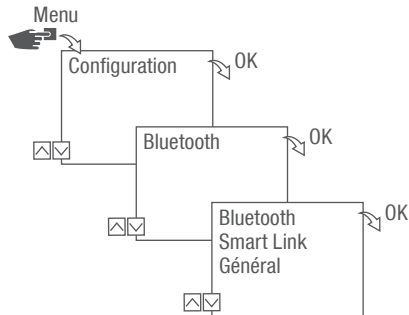 Menu
Configuration
OK
Bluetooth
OK
Bluetooth
Smart Link
Général
OK